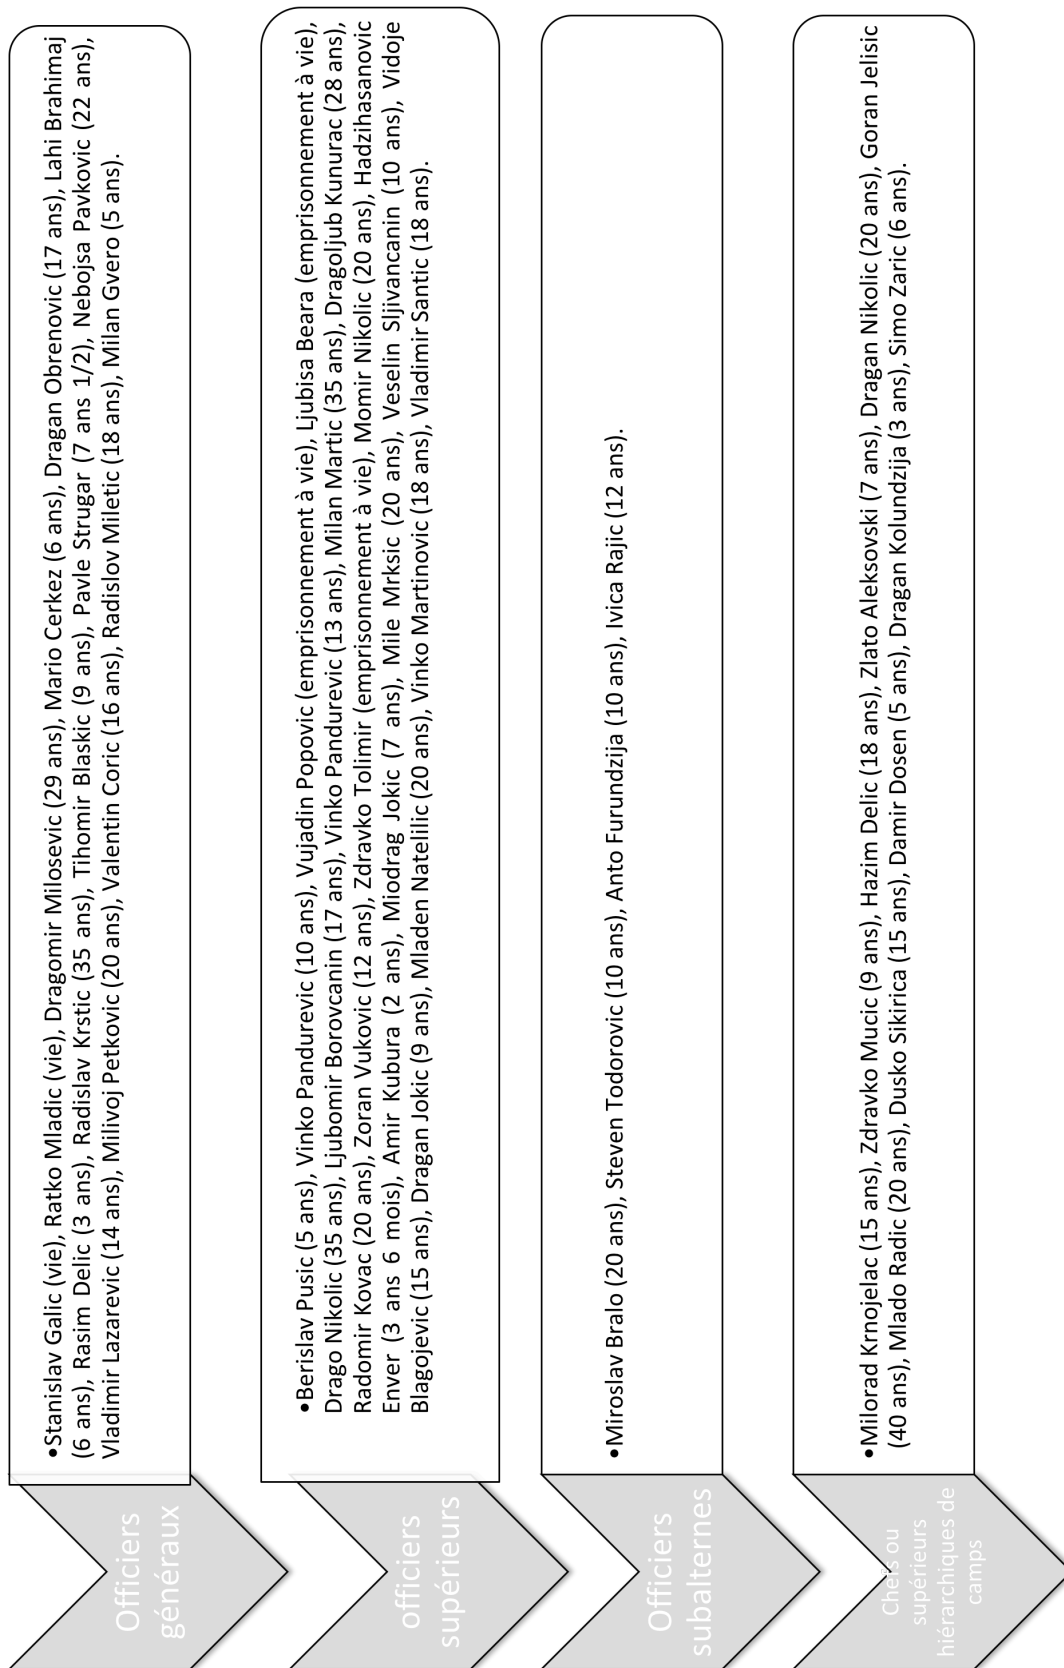 Officiers
généraux
•Stanislav Galic (vie), Ratko Mladic (vie), Dragomir Milosevic (29 ans), Mario Cerkez (6 ans), Dragan Obrenovic (17 ans), Lahi Brahimaj
(6 ans), Rasim Delic (3 ans), Radislav Krstic (35 ans), Tihomir Blaskic (9 ans), Pavle Strugar (7 ans 1/2), Nebojsa Pavkovic (22 ans),
Vladimir Lazarevic (14 ans), Milivoj Petkovic (20 ans), Valentin Coric (16 ans), Radislov Miletic (18 ans), Milan Gvero (5 ans).
officiers
supérieurs
•Berislav Pusic (5 ans), Vinko Pandurevic (10 ans), Vujadin Popovic (emprisonnement à vie), Ljubisa Beara (emprisonnement à vie),
Drago Nikolic (35 ans), Ljubomir Borovcanin (17 ans), Vinko Pandurevic (13 ans), Milan Martic (35 ans), Dragoljub Kunurac (28 ans),
Radomir Kovac (20 ans), Zoran Vukovic (12 ans), Zdravko Tolimir (emprisonnement à vie), Momir Nikolic (20 ans), Hadzihasanovic
Enver (3 ans 6 mois), Amir Kubura (2 ans), Miodrag Jokic (7 ans), Mile Mrksic (20 ans), Veselin Sljivancanin (10 ans), Vidoje
Blagojevic (15 ans), Dragan Jokic (9 ans), Mladen Natelilic (20 ans), Vinko Martinovic (18 ans), Vladimir Santic (18 ans).
Officiers
subalternes
•Miroslav Bralo (20 ans), Steven Todorovic (10 ans), Anto Furundzija (10 ans), Ivica Rajic (12 ans).
Chefs ou
supérieurs
hiérarchiques de
camps
•Milorad Krnojelac (15 ans), Zdravko Mucic (9 ans), Hazim Delic (18 ans), Zlato Aleksovski (7 ans), Dragan Nikolic (20 ans), Goran Jelisic
(40 ans), Mlado Radic (20 ans), Dusko Sikirica (15 ans), Damir Dosen (5 ans), Dragan Kolundzija (3 ans), Simo Zaric (6 ans).